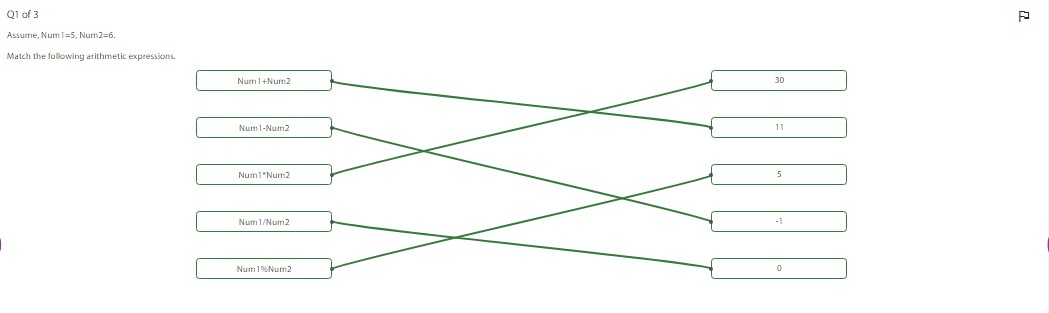 Q1 of 3
Assume, Num1=5, Num2=6.
Match the following arithmetic expressions.
Num1+Num2
30
Num1-Num2
11
Num1*Num2
5
Num1/Num2
-1
Num1%Num2
0